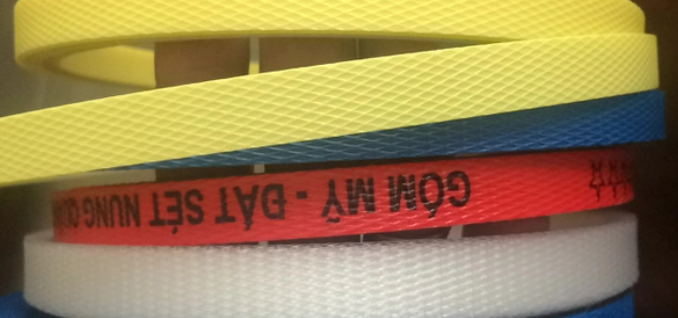 GỐM MỸ - ĐẤT SÉT NUNG